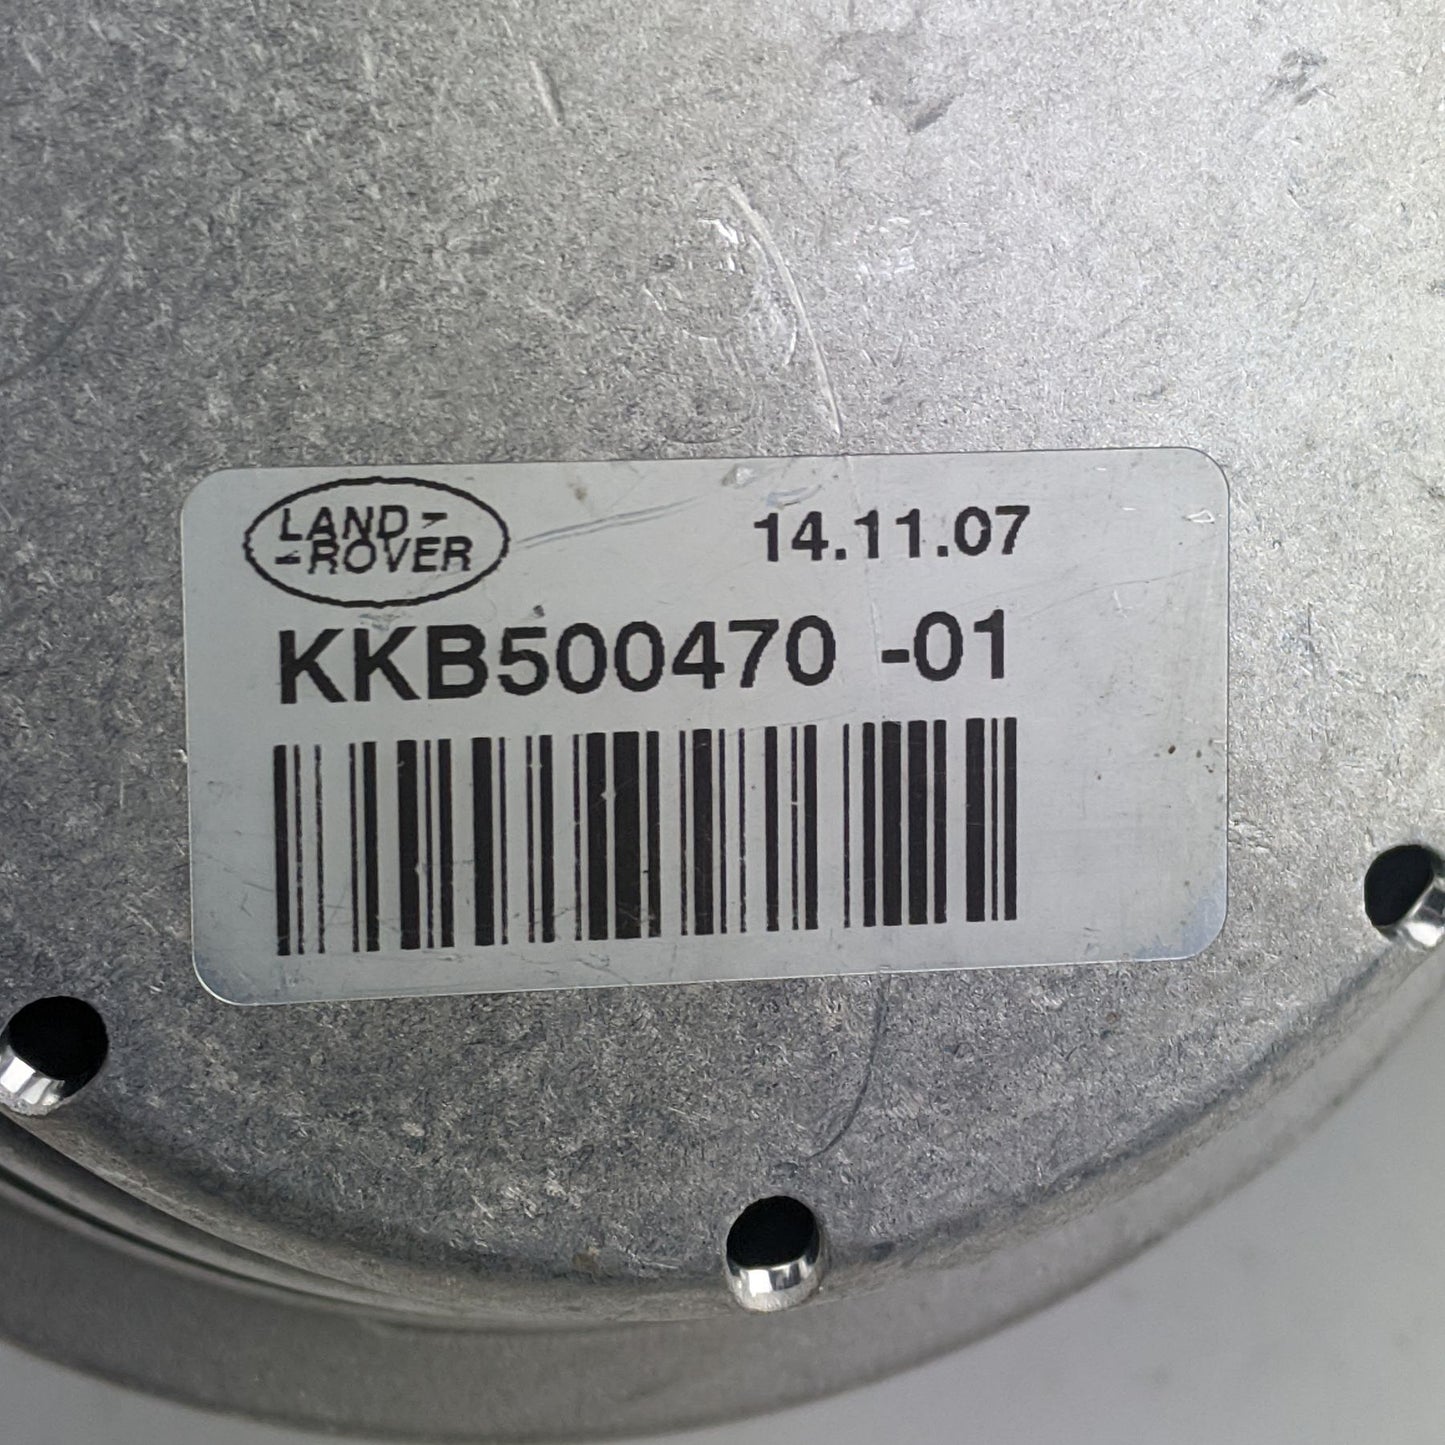 LAND-
-ROVER
14.11.07
KKB500470 -01